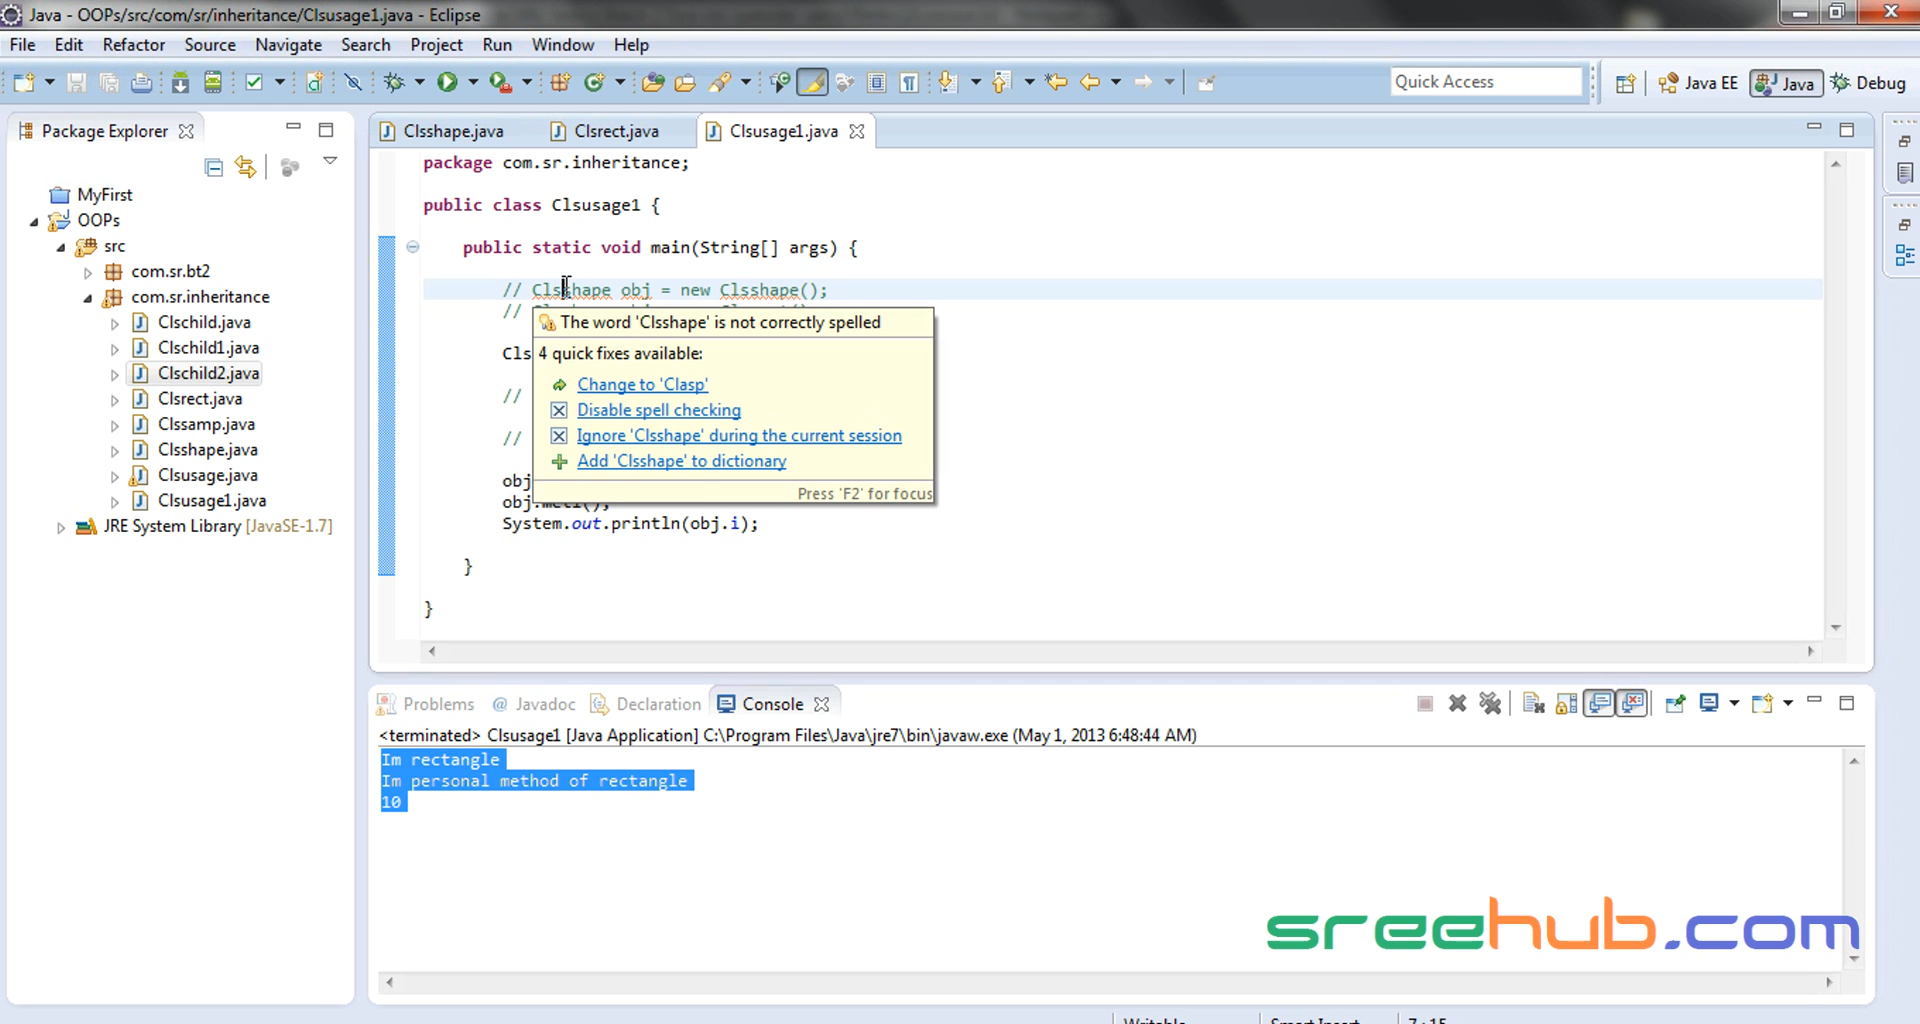 Java - OOPs/src/com/sr/inheritance/Clsusage1.java - Eclipse
File Edit Refactor Source Navigate Search Project Run Window Help
Quick Access
Java EE
Java
Debug
Package Explorer
MyFirst
OOPs
src
com.sr.bt2
com.sr.inheritance
Clschild.java
Clschild1.java
Clschild2.java
Clsrect.java
Clssamp.java
Clsshape.java
Clsusage.java
Clsusage1.java
JRE System Library [JavaSE-1.7]
Clsshape.java Clsrect.java Clsusage1.java
package com.sr.inheritance;
public class Clsusage1 {
public static void main(String[] args) {
// Clsshape obj = new Clsshape();
//
The word 'Clsshape' is not correctly spelled
Cls
4 quick fixes available:
Change to 'Clasp'
//
Disable spell checking
Ignore 'Clsshape' during the current session
//
Add 'Clsshape' to dictionary
obj
Press 'F2' for focus
System.out.println(obj.i);
}
}
Problems @ Javadoc Declaration Console
<terminated> Clsusage1 [Java Application] C:\Program Files\Java\jre7\bin\javaw.exe (May 1, 2013 6:48:44 AM)
Im rectangle
Im personal method of rectangle
10
sreehub.com